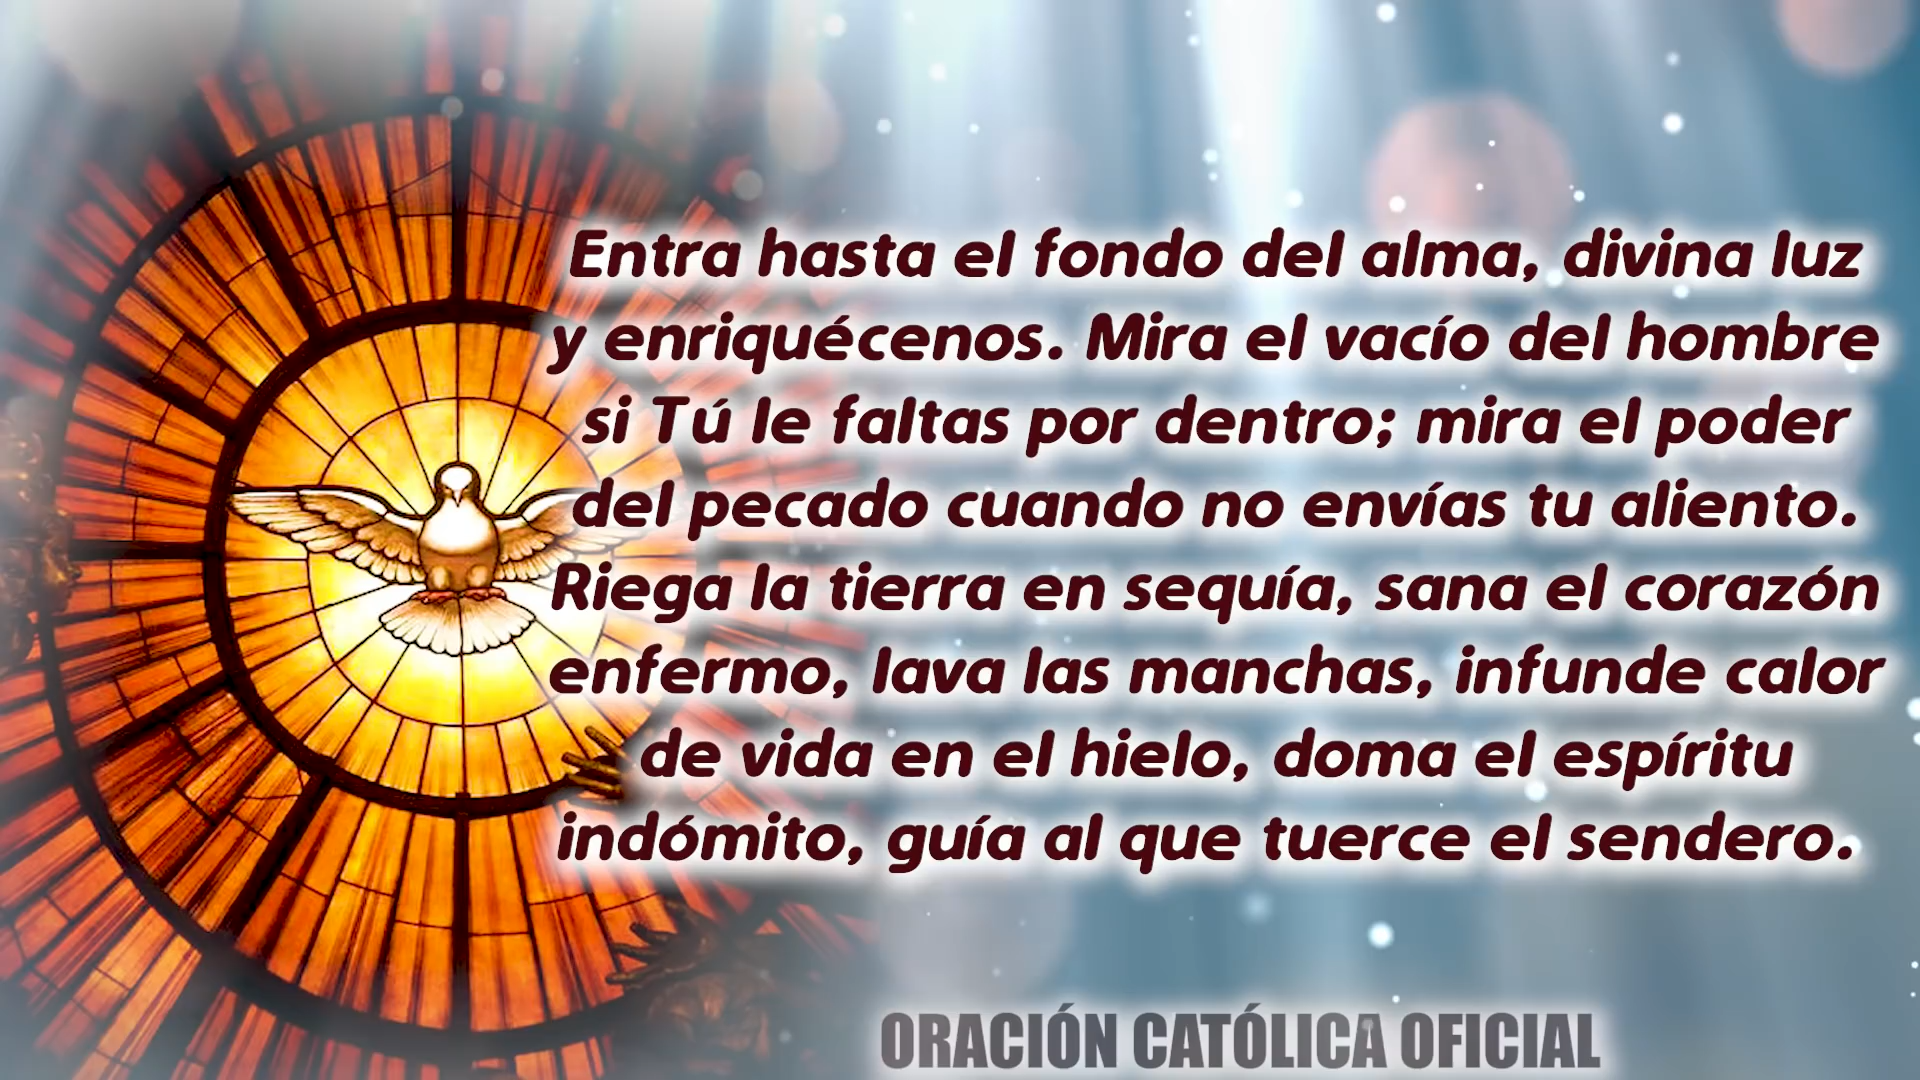 Entra hasta el fondo del alma, divina luz
y enriquécenos. Mira el vacío del hombre
si Tú le faltas por dentro; mira el poder
del pecado cuando no envías tu aliento.
Riega la tierra en sequía, sana el corazón
enfermo, lava las manchas, infunde calor
de vida en el hielo, doma el espíritu
indómito, guía al que tuerce el sendero.
ORACIÓN CATÓLICA OFICIAL